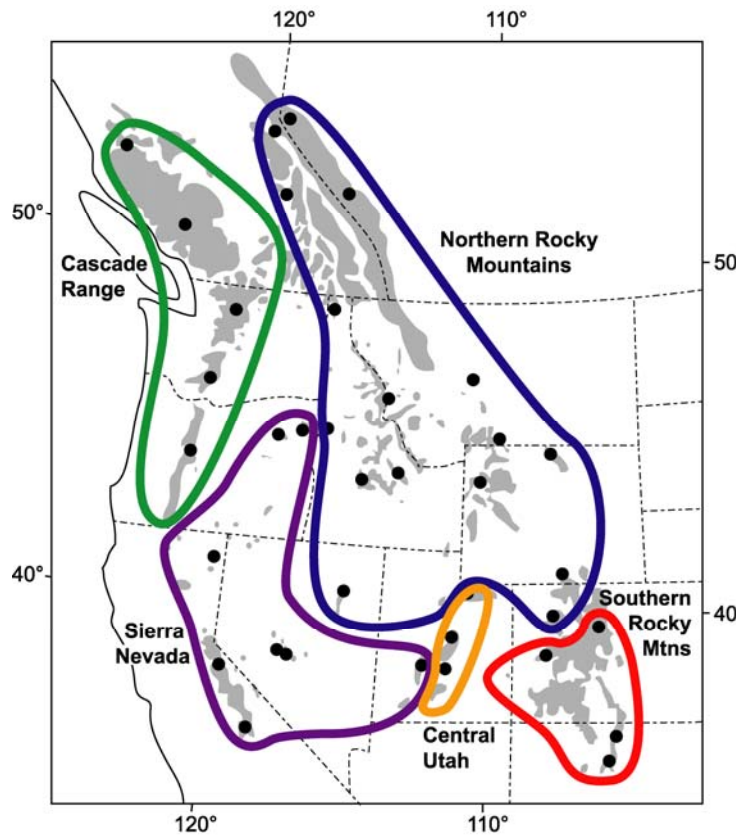 120°
110°
50°
Northern Rocky
Mountains
Cascade
Range
50
40°
Southern
Rocky
Mtns
40°
Sierra
Nevada
Central
Utah
120°
110°